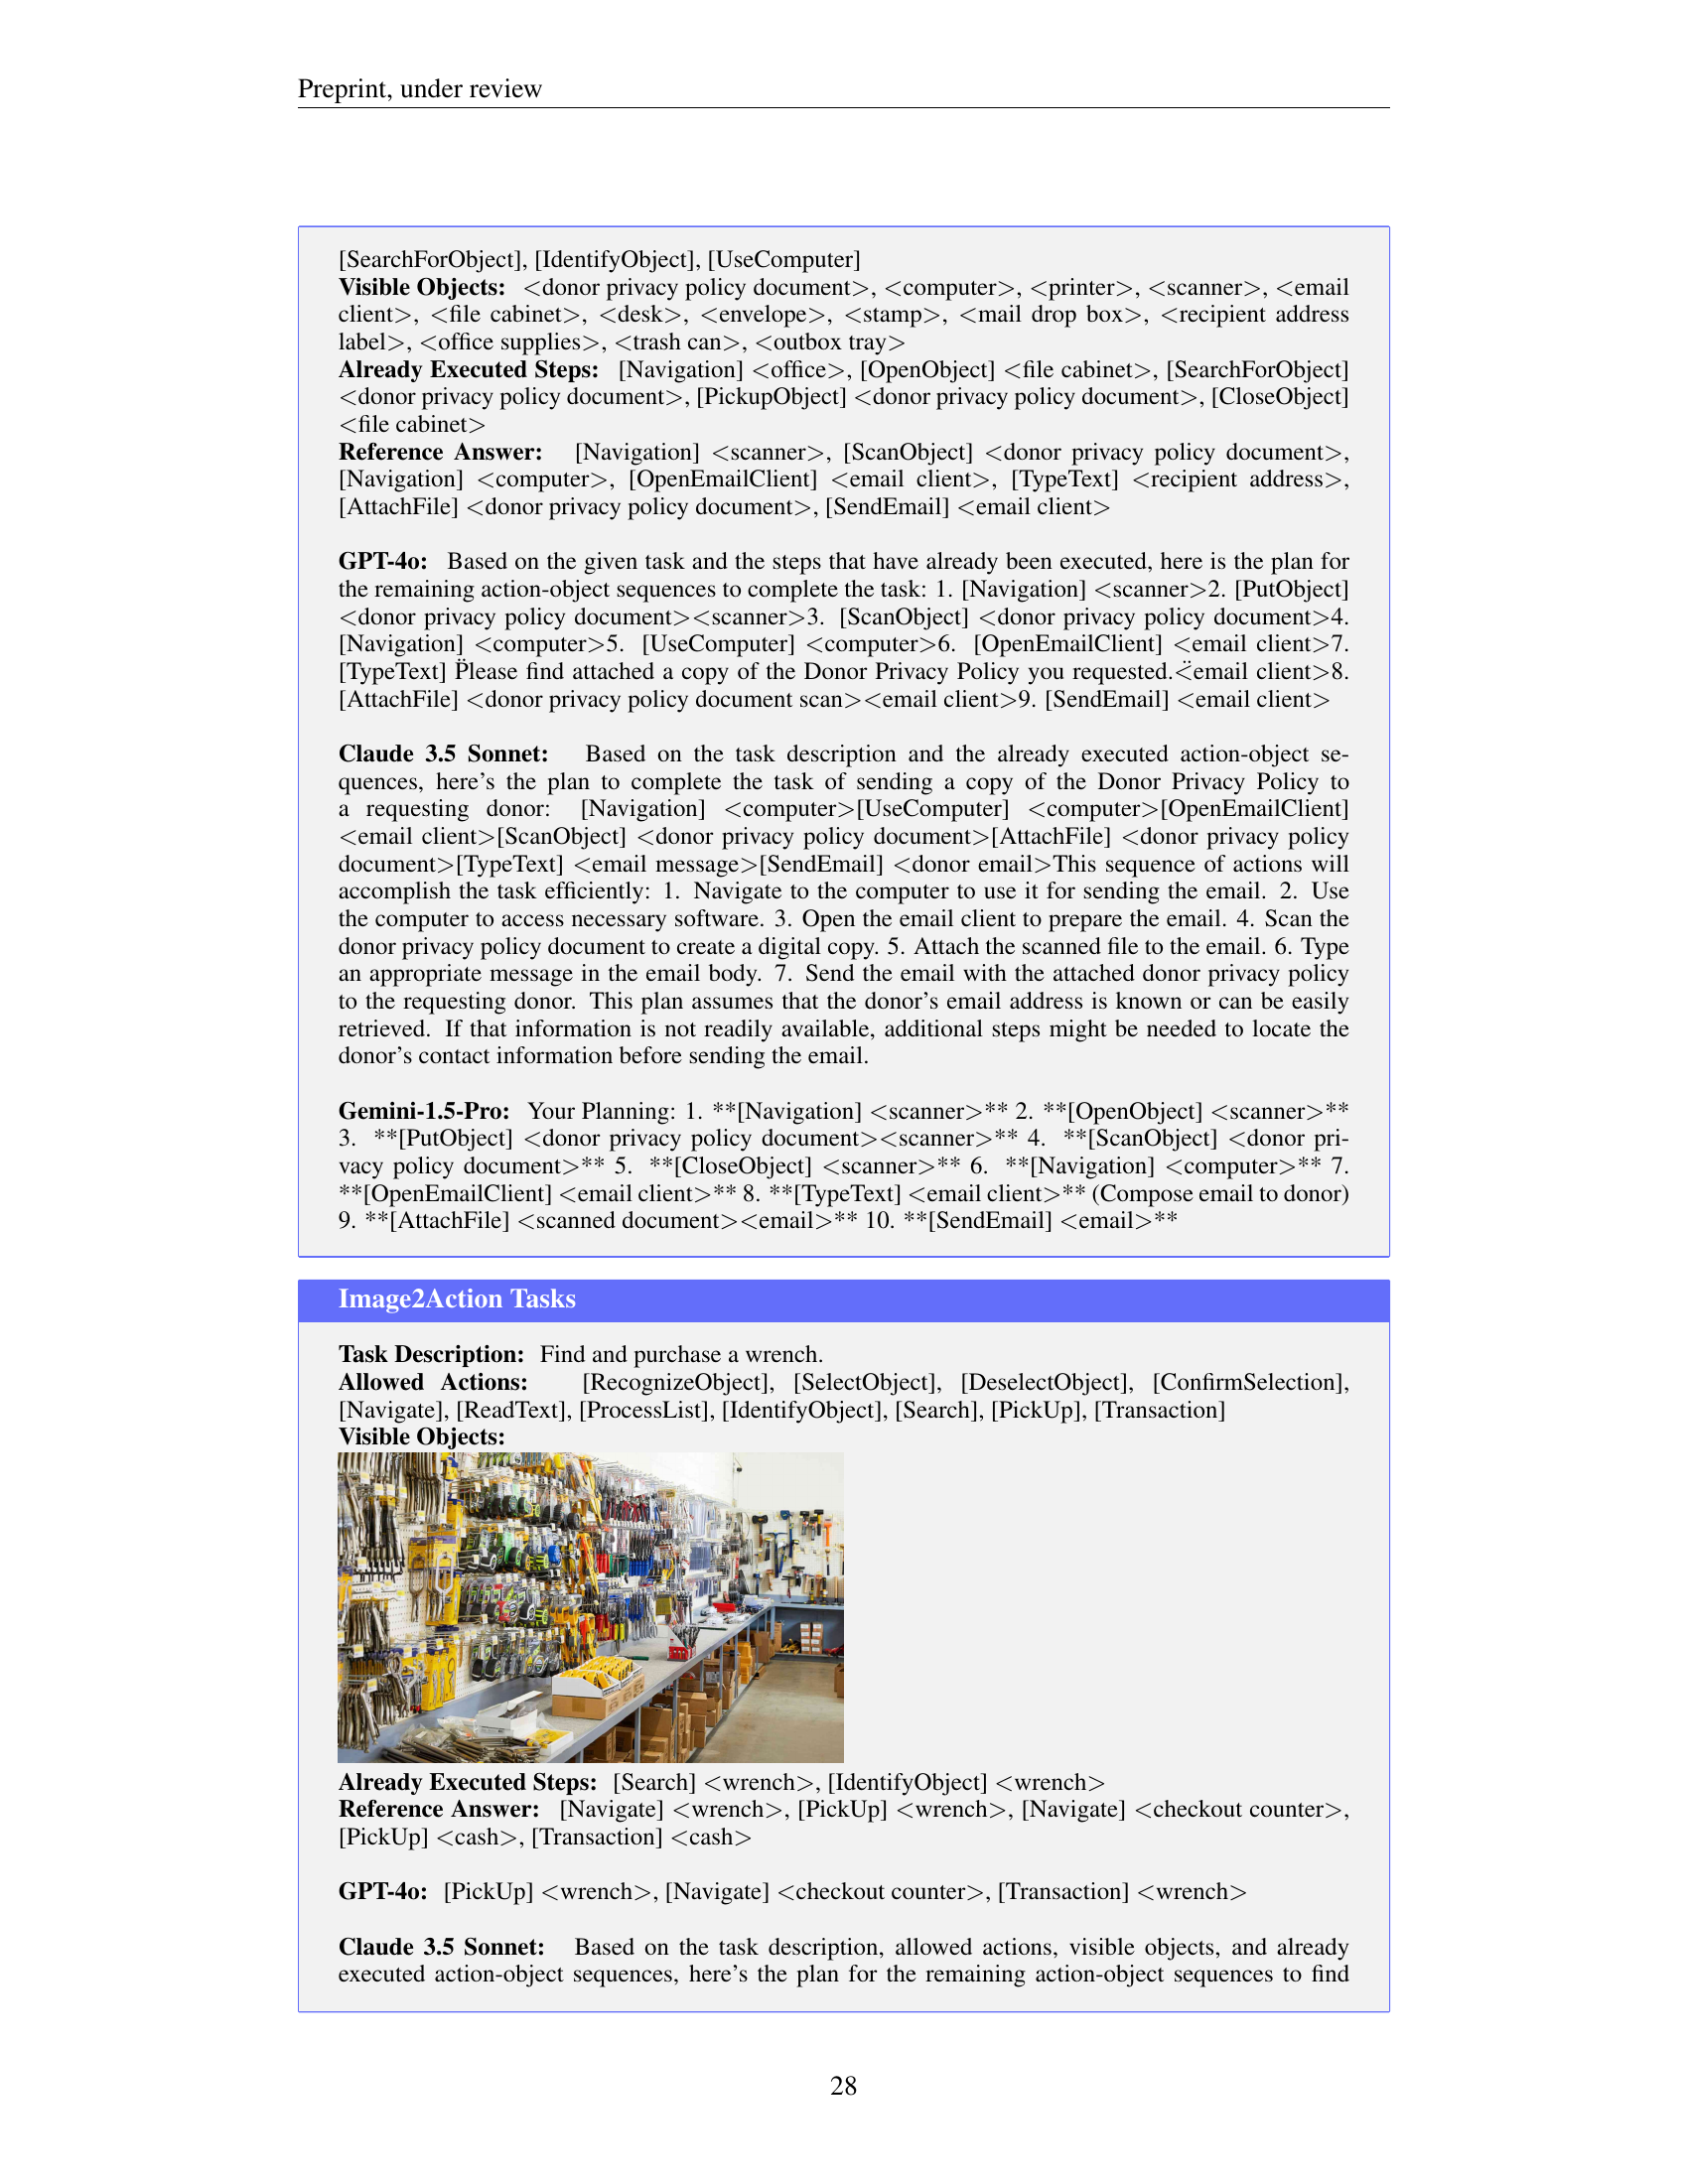 Preprint, under review
[SearchForObject], [IdentifyObject], [UseComputer]
Visible Objects: <donor privacy policy document>, <computer>, <printer>, <scanner>, <email
client>, <file cabinet>, <desk>, <envelope>, <stamp>, <mail drop box>, <recipient address
label>, <office supplies>, <trash can>, <outbox tray>
Already Executed Steps: [Navigation] <office>, [OpenObject] <file cabinet>, [SearchForObject]
<donor privacy policy document>, [PickupObject] <donor privacy policy document>, [CloseObject]
<file cabinet>
Reference Answer: [Navigation] <scanner>, [ScanObject] <donor privacy policy document>,
[Navigation] <computer>, [OpenEmailClient] <email client>, [TypeText] <recipient address>,
[AttachFile] <donor privacy policy document>, [SendEmail] <email client>
GPT-4o: Based on the given task and the steps that have already been executed, here is the plan for
the remaining action-object sequences to complete the task: 1. [Navigation] <scanner>2. [PutObject]
<donor privacy policy document><scanner>3. [ScanObject] <donor privacy policy document>4.
[Navigation] <computer>5. [UseComputer] <computer>6. [OpenEmailClient] <email client>7.
[TypeText] P̈lease find attached a copy of the Donor Privacy Policy you requested.<̈email client>8.
[AttachFile] <donor privacy policy document scan><email client>9. [SendEmail] <email client>
Claude 3.5 Sonnet: Based on the task description and the already executed action-object se-
quences, here's the plan to complete the task of sending a copy of the Donor Privacy Policy to
a requesting donor: [Navigation] <computer>[UseComputer] <computer>[OpenEmailClient]
<email client>[ScanObject] <donor privacy policy document>[AttachFile] <donor privacy policy
document>[TypeText] <email message>[SendEmail] <donor email>This sequence of actions will
accomplish the task efficiently: 1. Navigate to the computer to use it for sending the email. 2. Use
the computer to access necessary software. 3. Open the email client to prepare the email. 4. Scan the
donor privacy policy document to create a digital copy. 5. Attach the scanned file to the email. 6. Type
an appropriate message in the email body. 7. Send the email with the attached donor privacy policy
to the requesting donor. This plan assumes that the donor's email address is known or can be easily
retrieved. If that information is not readily available, additional steps might be needed to locate the
donor's contact information before sending the email.
Gemini-1.5-Pro: Your Planning: 1. **[Navigation] <scanner>** 2. **[OpenObject] <scanner>**
3. **[PutObject] <donor privacy policy document><scanner>** 4. **[ScanObject] <donor pri-
vacy policy document>** 5. **[CloseObject] <scanner>** 6. **[Navigation] <computer>** 7.
**[OpenEmailClient] <email client>** 8. **[TypeText] <email client>** (Compose email to donor)
9. **[AttachFile] <scanned document><email>** 10. **[SendEmail] <email>**
Image2Action Tasks
Task Description: Find and purchase a wrench.
Allowed Actions: [RecognizeObject], [SelectObject], [DeselectObject], [ConfirmSelection],
[Navigate], [ReadText], [ProcessList], [IdentifyObject], [Search], [PickUp], [Transaction]
Visible Objects:
Already Executed Steps: [Search] <wrench>, [IdentifyObject] <wrench>
Reference Answer: [Navigate] <wrench>, [PickUp] <wrench>, [Navigate] <checkout counter>,
[PickUp] <cash>, [Transaction] <cash>
GPT-4o: [PickUp] <wrench>, [Navigate] <checkout counter>, [Transaction] <wrench>
Claude 3.5 Sonnet: Based on the task description, allowed actions, visible objects, and already
executed action-object sequences, here's the plan for the remaining action-object sequences to find
28